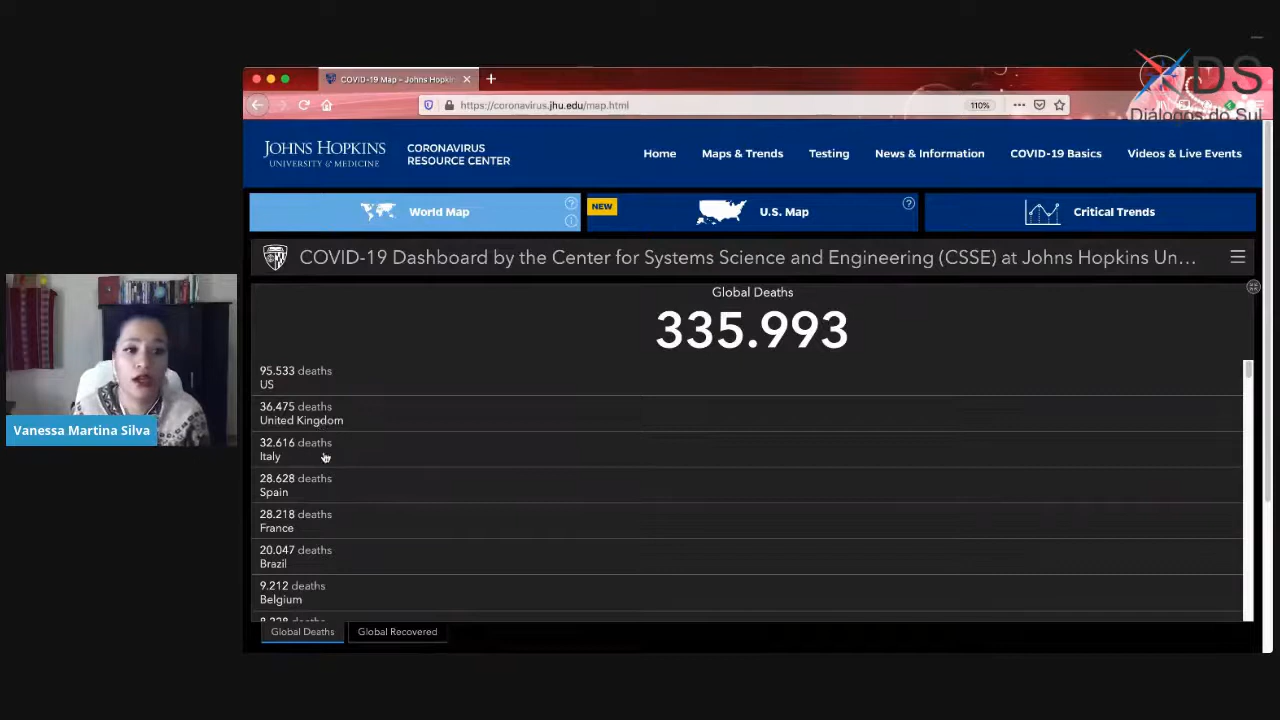 DS
Diálogos do Sul
COVID-19 Map - Johns Hopkin
https://coronavirus.jhu.edu/map.html
110%
JOHNS HOPKINS
UNIVERSITY & MEDICINE
CORONAVIRUS
RESOURCE CENTER
Home
Maps & Trends
Testing
News & Information
COVID-19 Basics
Videos & Live Events
World Map
NEW
U.S. Map
Critical Trends
COVID-19 Dashboard by the Center for Systems Science and Engineering (CSSE) at Johns Hopkins Un...
Global Deaths
335.993
95.533 deaths
US
36.475 deaths
United Kingdom
32.616 deaths
Italy
28.628 deaths
Spain
28.218 deaths
France
20.047 deaths
Brazil
9.212 deaths
Belgium
Global Deaths
Global Recovered
Vanessa Martina Silva